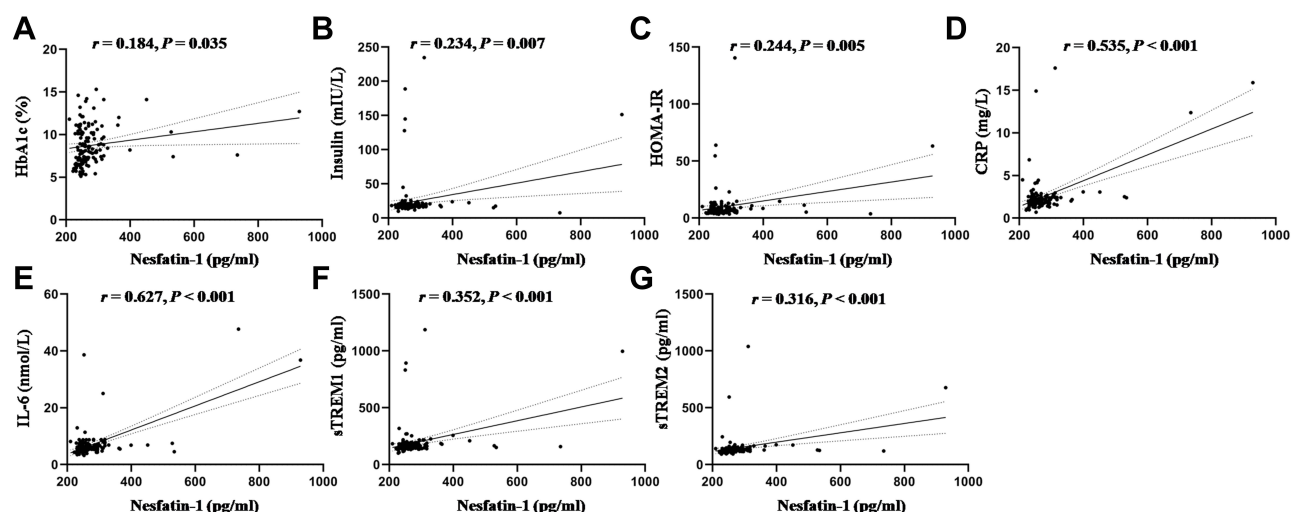 A
r = 0.184, P = 0.035
HbA1c (%)
20
15
10
5
0
200 400 600 800 1000
Nesfatin-1 (pg/ml)
B
r = 0.234, P = 0.007
Insulin (mIU/L)
250
200
150
100
50
0
200 400 600 800 1000
Nesfatin-1 (pg/ml)
C
r = 0.244, P = 0.005
HOMA-IR
150
100
50
0
200 400 600 800 1000
Nesfatin-1 (pg/ml)
D
r = 0.535, P < 0.001
CRP (mg/L)
20
15
10
5
0
200 400 600 800 1000
Nesfatin-1 (pg/ml)
E
r = 0.627, P < 0.001
IL-6 (nmol/L)
60
40
20
0
200 400 600 800 1000
Nesfatin-1 (pg/ml)
F
r = 0.352, P < 0.001
sTREM1 (pg/ml)
1500
1000
500
0
200 400 600 800 1000
Nesfatin-1 (pg/ml)
G
r = 0.316, P < 0.001
sTREM2 (pg/ml)
1500
1000
500
0
200 400 600 800 1000
Nesfatin-1 (pg/ml)